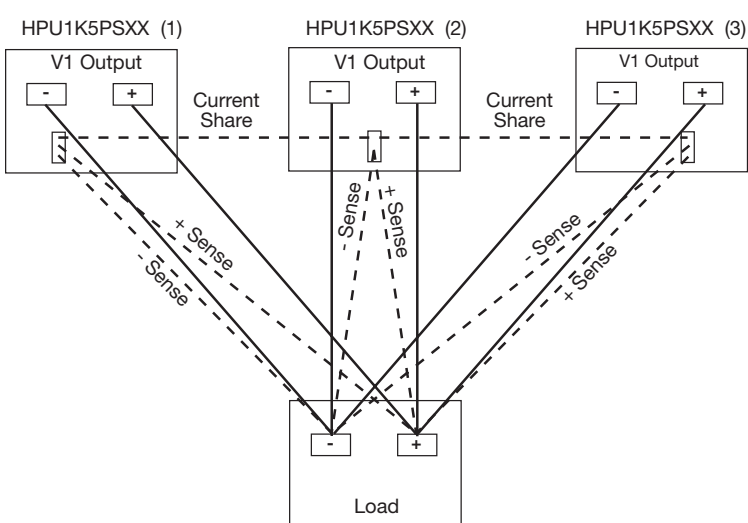 HPU1K5PSXX (1)
HPU1K5PSXX (2)
HPU1K5PSXX (3)
V1 Output
V1 Output
V1 Output
-
+
-
+
-
+
Current
Share
Current
Share
+ Sense
- Sense
- Sense
+ Sense
- Sense
+ Sense
-
+
Load